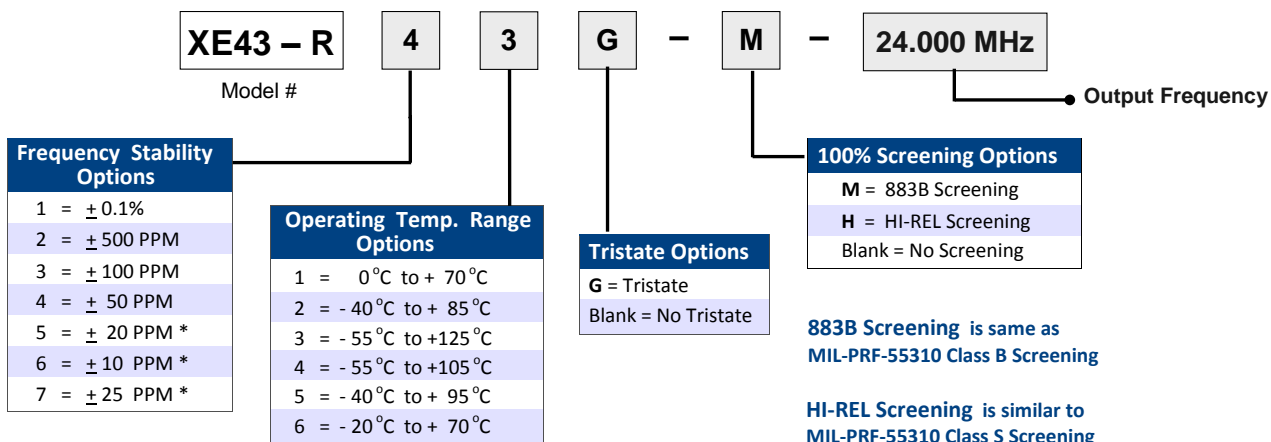 XE43 – R 4 3 G – M – 24.000 MHz
Model #
Output Frequency
Frequency Stability
Options
1 = ± 0.1%
2 = ± 500 PPM
3 = ± 100 PPM
4 = ± 50 PPM
5 = ± 20 PPM *
6 = ± 10 PPM *
7 = ± 25 PPM *
Operating Temp. Range
Options
1 = 0 °C to + 70 °C
2 = - 40 °C to + 85 °C
3 = - 55 °C to +125 °C
4 = - 55 °C to +105 °C
5 = - 40 °C to + 95 °C
6 = - 20 °C to + 70 °C
Tristate Options
G = Tristate
Blank = No Tristate
100% Screening Options
M = 883B Screening
H = HI-REL Screening
Blank = No Screening
883B Screening is same as
MIL-PRF-55310 Class B Screening
HI-REL Screening is similar to
MIL-PRF-55310 Class S Screening